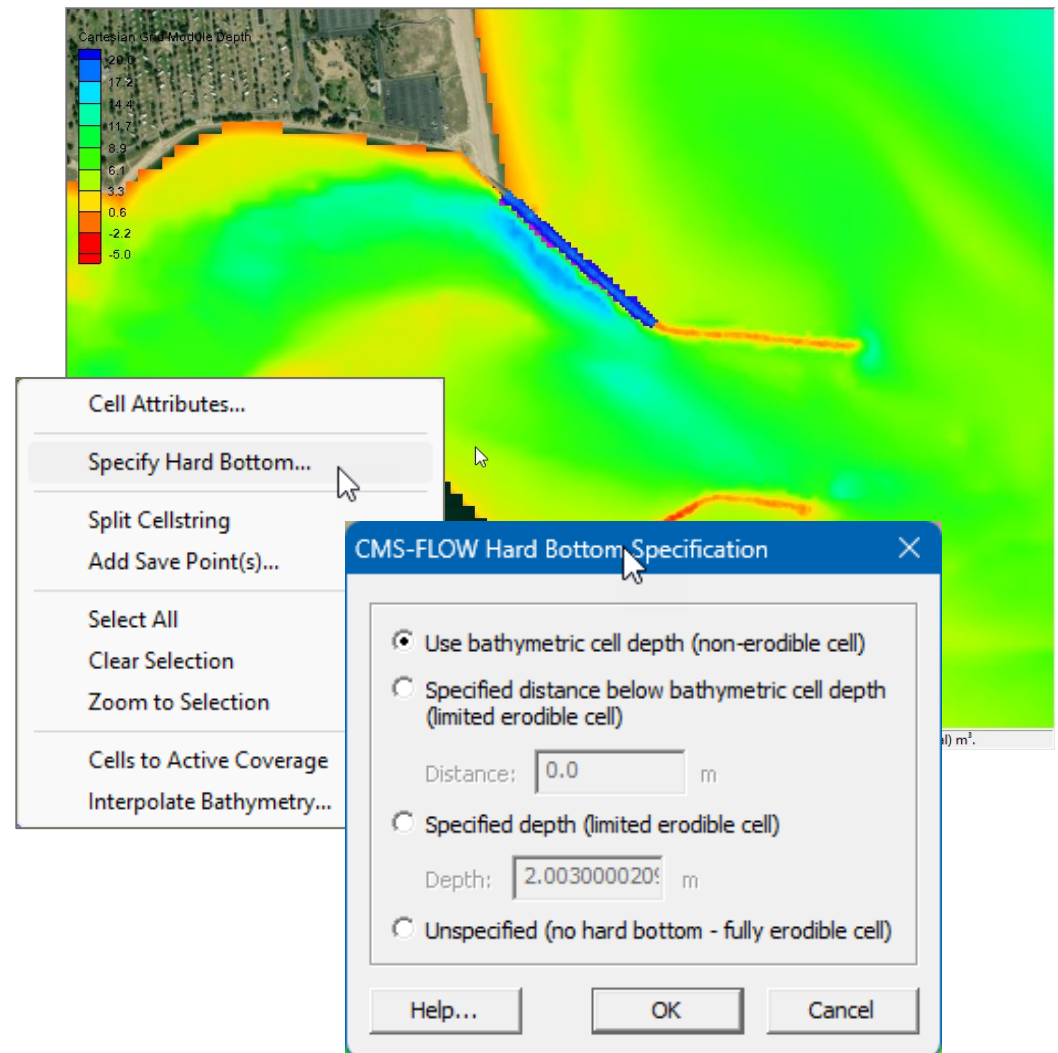 Cartesian Grid Module Depth
20.0
17.2
14.4
11.7
8.9
6.1
3.3
0.6
-2.2
-5.0
al) m³.
Cell Attributes...
Specify Hard Bottom...
Split Cellstring
Add Save Point(s)...
Select All
Clear Selection
Zoom to Selection
Cells to Active Coverage
Interpolate Bathymetry...
CMS-FLOW Hard Bottom Specification
Use bathymetric cell depth (non-erodible cell)
Specified distance below bathymetric cell depth
(limited erodible cell)
Distance: 0.0 m
Specified depth (limited erodible cell)
Depth: 2.003000020 m
Unspecified (no hard bottom - fully erodible cell)
Help... OK Cancel